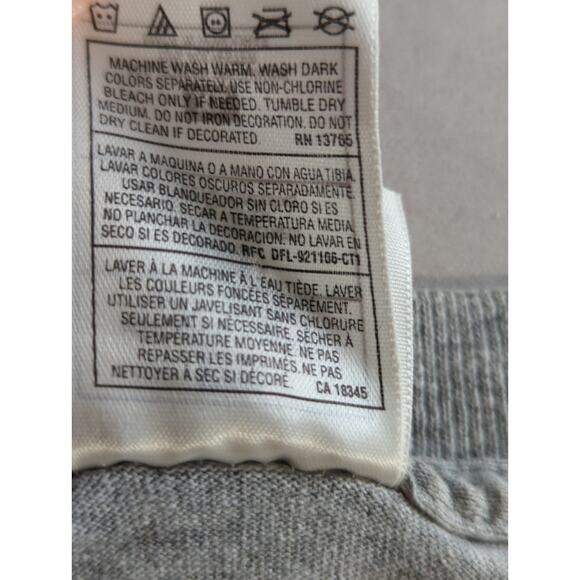 MACHINE WASH WARM. WASH DARK
COLORS SEPARATELY. USE NON-CHLORINE
BLEACH ONLY IF NEEDED. TUMBLE DRY
MEDIUM. DO NOT IRON DECORATION. DO NOT
DRY CLEAN IF DECORATED. RN 13765
LAVAR A MAQUINA O A MANO CON AGUA TIBIA.
LAVAR COLORES OSCUROS SEPARADAMENTE.
USAR BLANQUEADOR SIN CLORO SI ES
NECESARIO. SECAR A TEMPERATURA MEDIA.
NO PLANCHAR LA DECORACION. NO LAVAR EN
SECO SI ES DECORADO. RFC DFL-921166-CT1
LAVER À LA MACHINE À L'EAU TIÈDE. LAVER
LES COULEURS FONCÉES SÉPARÉMENT.
UTILISER UN JAVELISANT SANS CHLORURE
SEULEMENT SI NÉCESSAIRE. SÉCHER À
TEMPÉRATURE MOYENNE. NE PAS
REPASSER LES IMPRIMÉS. NE PAS
NETTOYER À SEC SI DÉCORÉ. CA 18345